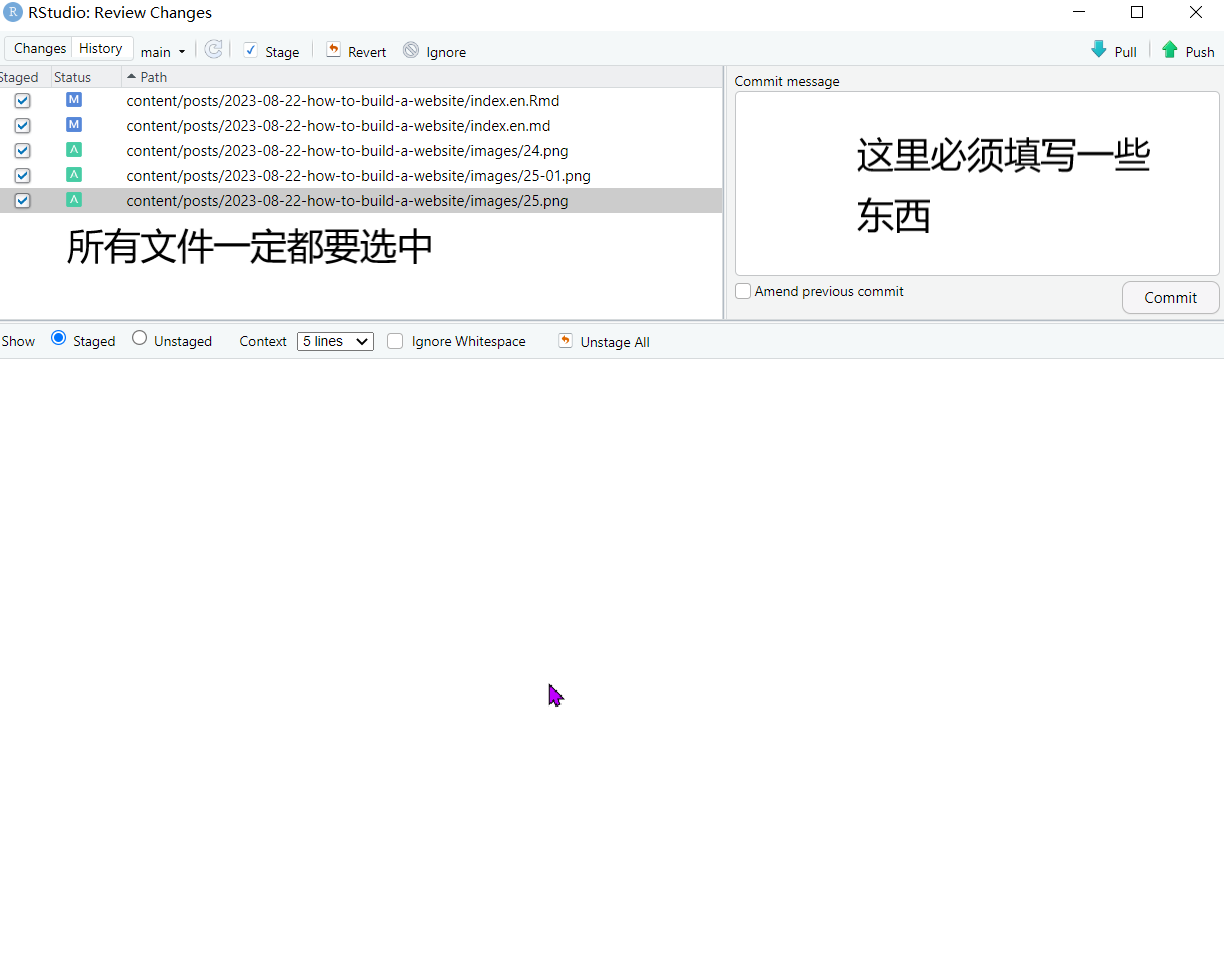 R RStudio: Review Changes
Changes History main Stage Revert Ignore Pull Push
Staged Status Path
M content/posts/2023-08-22-how-to-build-a-website/index.en.Rmd
M content/posts/2023-08-22-how-to-build-a-website/index.en.md
A content/posts/2023-08-22-how-to-build-a-website/images/24.png
A content/posts/2023-08-22-how-to-build-a-website/images/25-01.png
A content/posts/2023-08-22-how-to-build-a-website/images/25.png
所有文件一定都要选中
Commit message
这里必须填写一些
东西
Amend previous commit
Commit
Show Staged Unstaged Context 5 lines Ignore Whitespace Unstage All